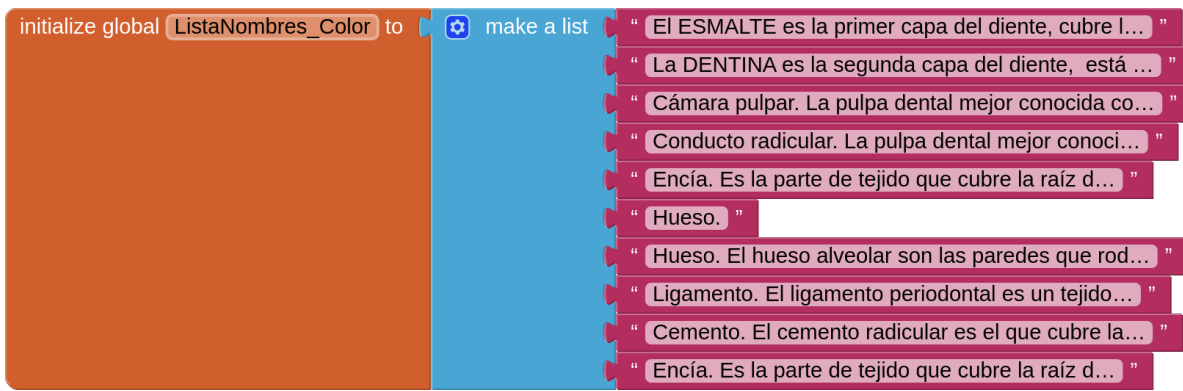 initialize global ListaNombres_Color to make a list “ El ESMALTE es la primer capa del diente, cubre l… ”
“ La DENTINA es la segunda capa del diente,  está … ”
“ Cámara pulpar. La pulpa dental mejor conocida co… ”
“ Conducto radicular. La pulpa dental mejor conoci… ”
“ Encía. Es la parte de tejido que cubre la raíz d… ”
“ Hueso. ”
“ Hueso. El hueso alveolar son las paredes que rod… ”
“ Ligamento. El ligamento periodontal es un tejido… ”
“ Cemento. El cemento radicular es el que cubre la… ”
“ Encía. Es la parte de tejido que cubre la raíz d… ”